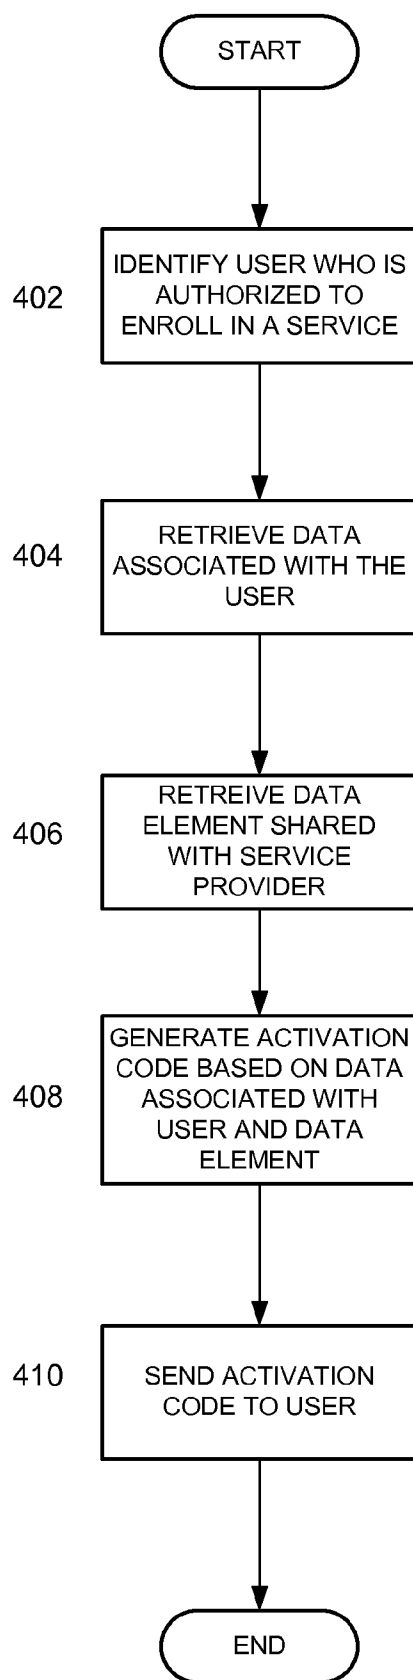 START
402
IDENTIFY USER WHO IS
AUTHORIZED TO
ENROLL IN A SERVICE
404
RETRIEVE DATA
ASSOCIATED WITH THE
USER
406
RETREIVE DATA
ELEMENT SHARED
WITH SERVICE
PROVIDER
408
GENERATE ACTIVATION
CODE BASED ON DATA
ASSOCIATED WITH
USER AND DATA
ELEMENT
410
SEND ACTIVATION
CODE TO USER
END